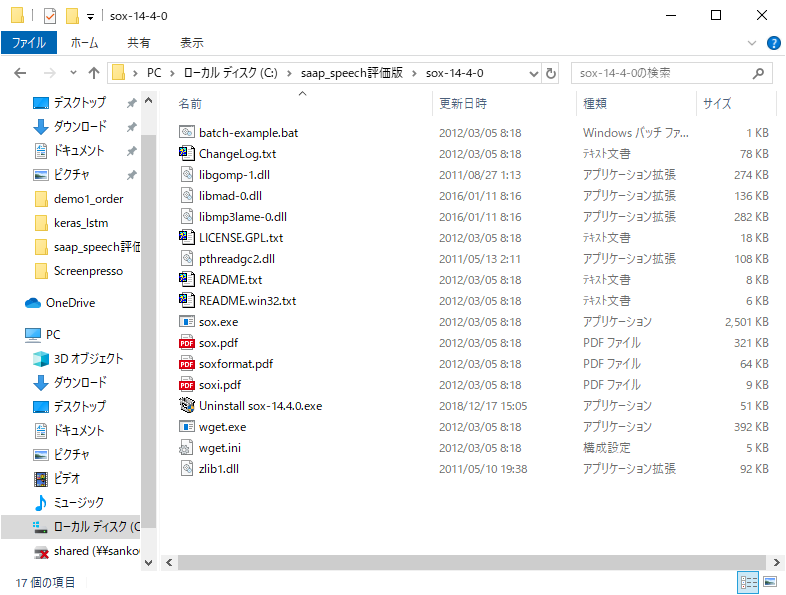 sox-14-4-0
ファイル ホーム 共有 表示
PC ローカル ディスク (C:) saap_speech評価版 sox-14-4-0 sox-14-4-0の検索
デスクトップ
ダウンロード
ドキュメント
ピクチャ
demo1_order
keras_lstm
saap_speech評価
Screenpresso
OneDrive
PC
3D オブジェクト
ダウンロード
デスクトップ
ドキュメント
ピクチャ
ビデオ
ミュージック
ローカル ディスク (C
shared (¥¥sanko
名前 更新日時 種類 サイズ
batch-example.bat 2012/03/05 8:18 Windows バッチ ファ... 1 KB
ChangeLog.txt 2012/03/05 8:18 テキスト文書 78 KB
libgomp-1.dll 2011/08/27 1:13 アプリケーション拡張 274 KB
libmad-0.dll 2016/01/11 8:16 アプリケーション拡張 136 KB
libmp3lame-0.dll 2016/01/11 8:16 アプリケーション拡張 282 KB
LICENSE.GPL.txt 2012/03/05 8:18 テキスト文書 18 KB
pthreadgc2.dll 2011/05/13 2:11 アプリケーション拡張 108 KB
README.txt 2012/03/05 8:18 テキスト文書 8 KB
README.win32.txt 2012/03/05 8:18 テキスト文書 6 KB
sox.exe 2012/03/05 8:18 アプリケーション 2,501 KB
sox.pdf 2012/03/05 8:18 PDF ファイル 321 KB
soxformat.pdf 2012/03/05 8:18 PDF ファイル 64 KB
soxi.pdf 2012/03/05 8:18 PDF ファイル 9 KB
Uninstall sox-14.4.0.exe 2018/12/17 15:05 アプリケーション 51 KB
wget.exe 2012/03/05 8:18 アプリケーション 392 KB
wget.ini 2012/03/05 8:18 構成設定 5 KB
zlib1.dll 2011/05/10 19:38 アプリケーション拡張 92 KB
17 個の項目